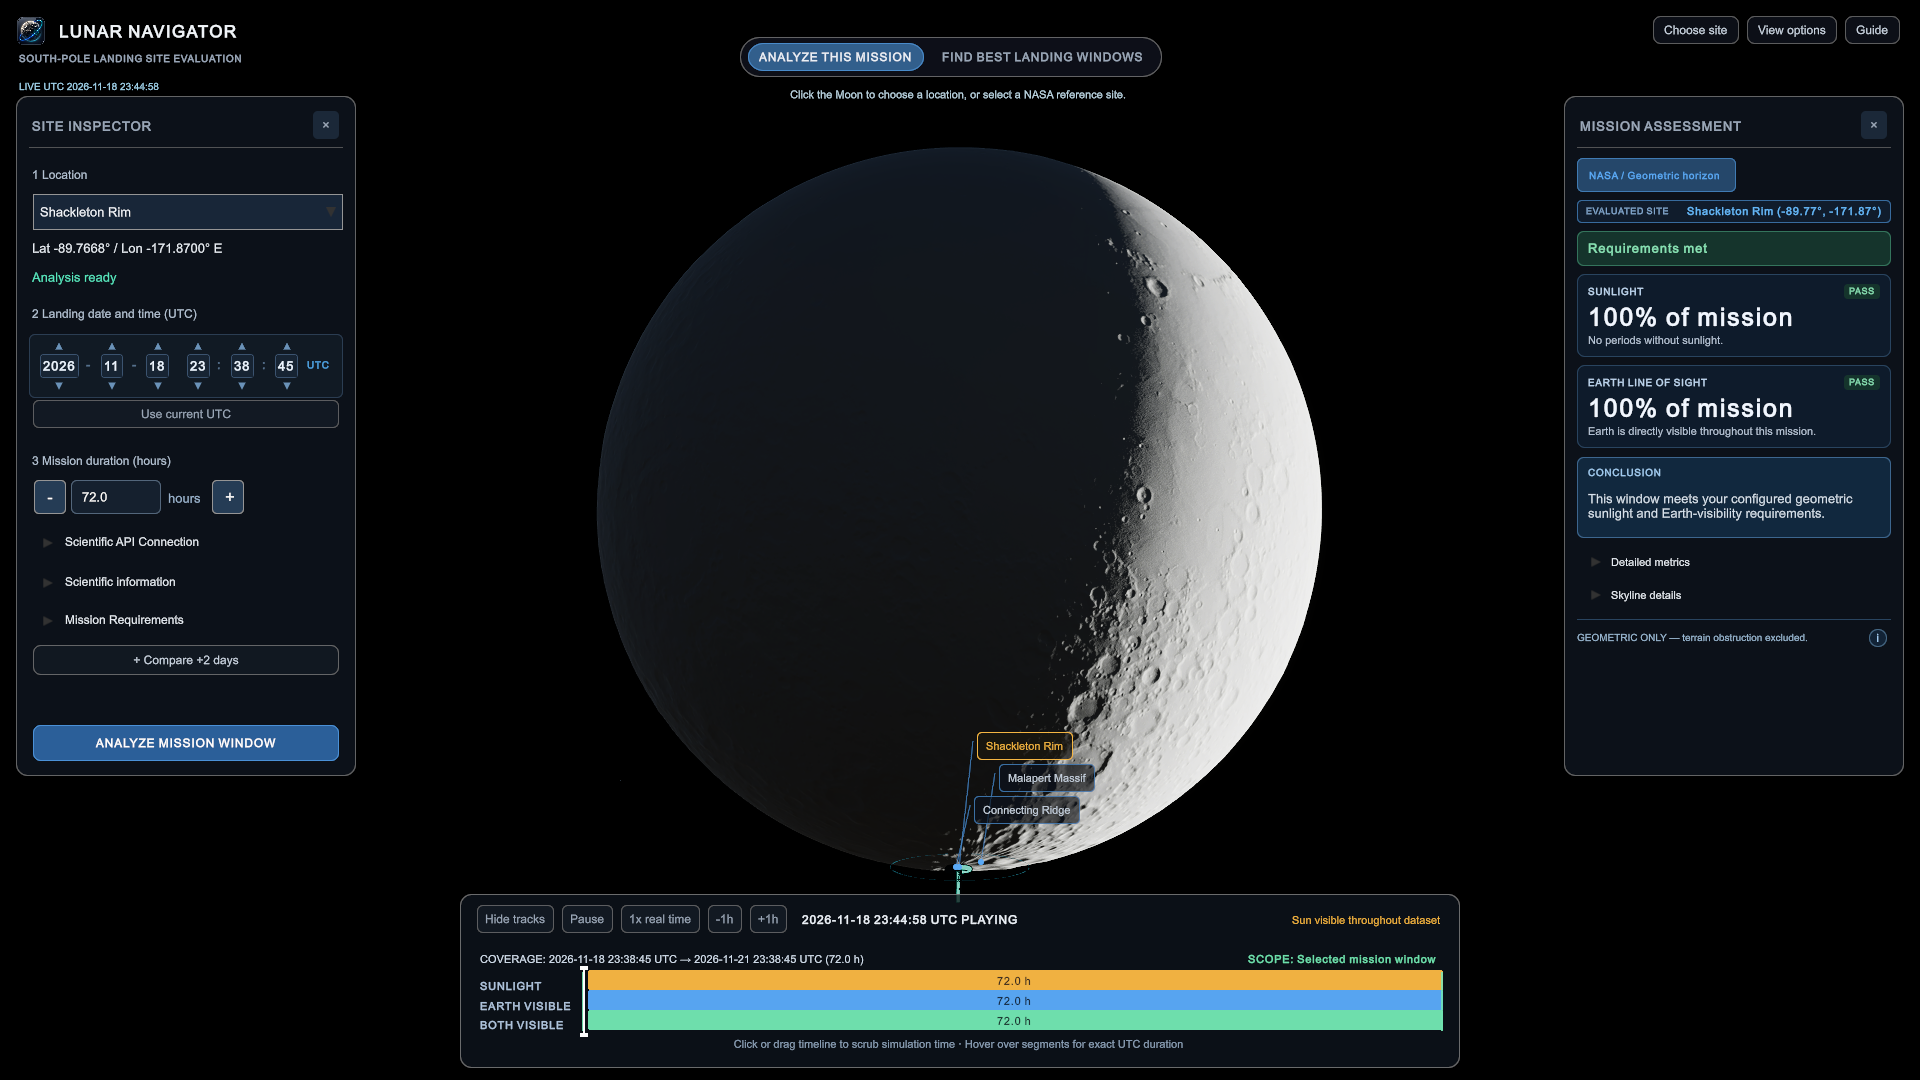 LUNAR NAVIGATOR
SOUTH-POLE LANDING SITE EVALUATION
LIVE UTC 2026-11-18 23:44:58
ANALYZE THIS MISSION
FIND BEST LANDING WINDOWS
Click the Moon to choose a location, or select a NASA reference site.
Choose site
View options
Guide
SITE INSPECTOR
×
1 Location
Shackleton Rim
Lat -89.7668° / Lon -171.8700° E
Analysis ready
2 Landing date and time (UTC)
2026 - 11 - 18 23 : 38 : 45 UTC
Use current UTC
3 Mission duration (hours)
- 72.0 hours +
Scientific API Connection
Scientific information
Mission Requirements
+ Compare +2 days
ANALYZE MISSION WINDOW
Shackleton Rim
Malapert Massif
Connecting Ridge
MISSION ASSESSMENT
×
NASA / Geometric horizon
EVALUATED SITE Shackleton Rim (-89.77°, -171.87°)
Requirements met
SUNLIGHT PASS
100% of mission
No periods without sunlight.
EARTH LINE OF SIGHT PASS
100% of mission
Earth is directly visible throughout this mission.
CONCLUSION
This window meets your configured geometric
sunlight and Earth-visibility requirements.
Detailed metrics
Skyline details
GEOMETRIC ONLY — terrain obstruction excluded. i
Hide tracks
Pause
1x real time
-1h
+1h
2026-11-18 23:44:58 UTC PLAYING
Sun visible throughout dataset
COVERAGE: 2026-11-18 23:38:45 UTC → 2026-11-21 23:38:45 UTC (72.0 h)
SCOPE: Selected mission window
SUNLIGHT 72.0 h
EARTH VISIBLE 72.0 h
BOTH VISIBLE 72.0 h
Click or drag timeline to scrub simulation time · Hover over segments for exact UTC duration